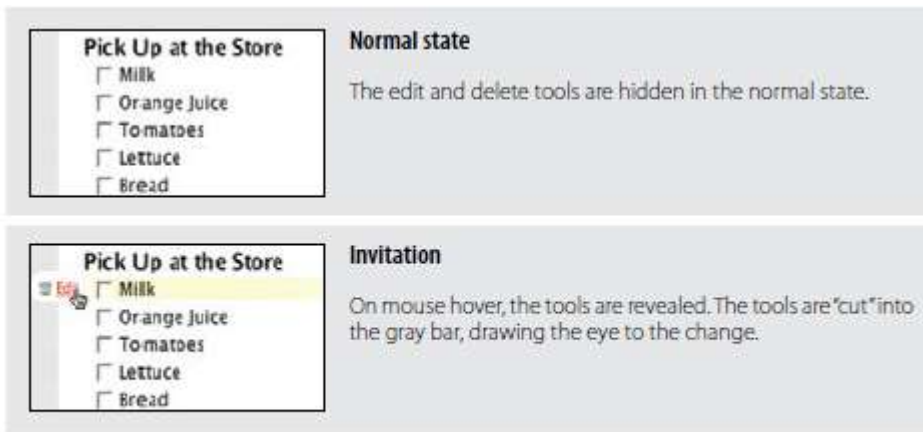 Pick Up at the Store
Milk
Orange Juice
Tomatoes
Lettuce
Bread
Normal state
The edit and delete tools are hidden in the normal state.
Pick Up at the Store
Edit
Milk
Orange Juice
Tomatoes
Lettuce
Bread
Invitation
On mouse hover, the tools are revealed. The tools are "cut" into
the gray bar, drawing the eye to the change.